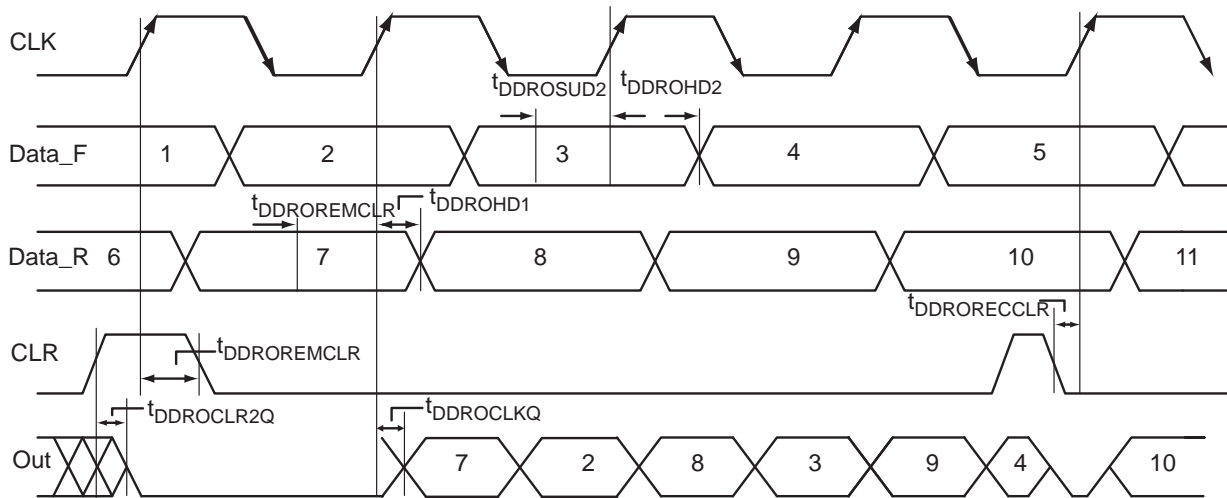 CLK
tDDROSUD2 tDDROHD2
Data_F 1 2 3 4 5
tDDROREMCLR tDDROHD1
Data_R 6 7 8 9 10 11
tDDRORECCLR
CLR tDDROREMCLR
tDDROCLR2Q tDDROCLKQ
Out 7 2 8 3 9 4 10